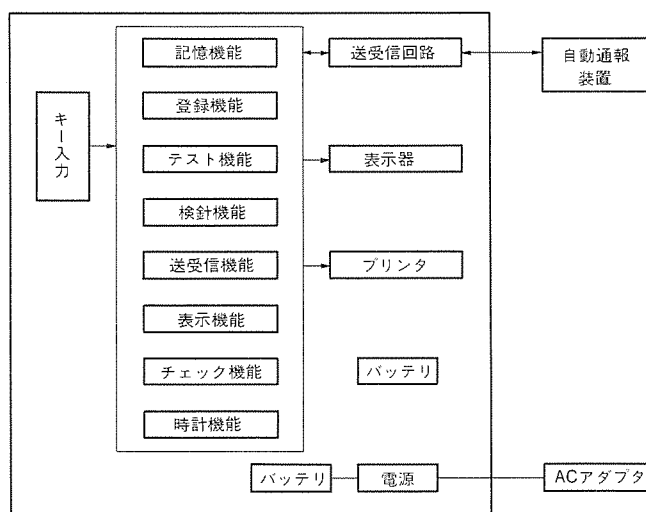 記憶機能
送受信回路
自動通報
装置
キー入力
登録機能
テスト機能
表示器
検針機能
送受信機能
プリンタ
表示機能
チェック機能
バッテリ
時計機能
バッテリ
電源
ACアダプタ